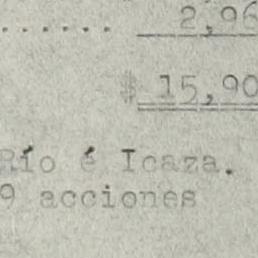 ....... 2,96
$ 15,90
Río é Icaza.
9 acciones